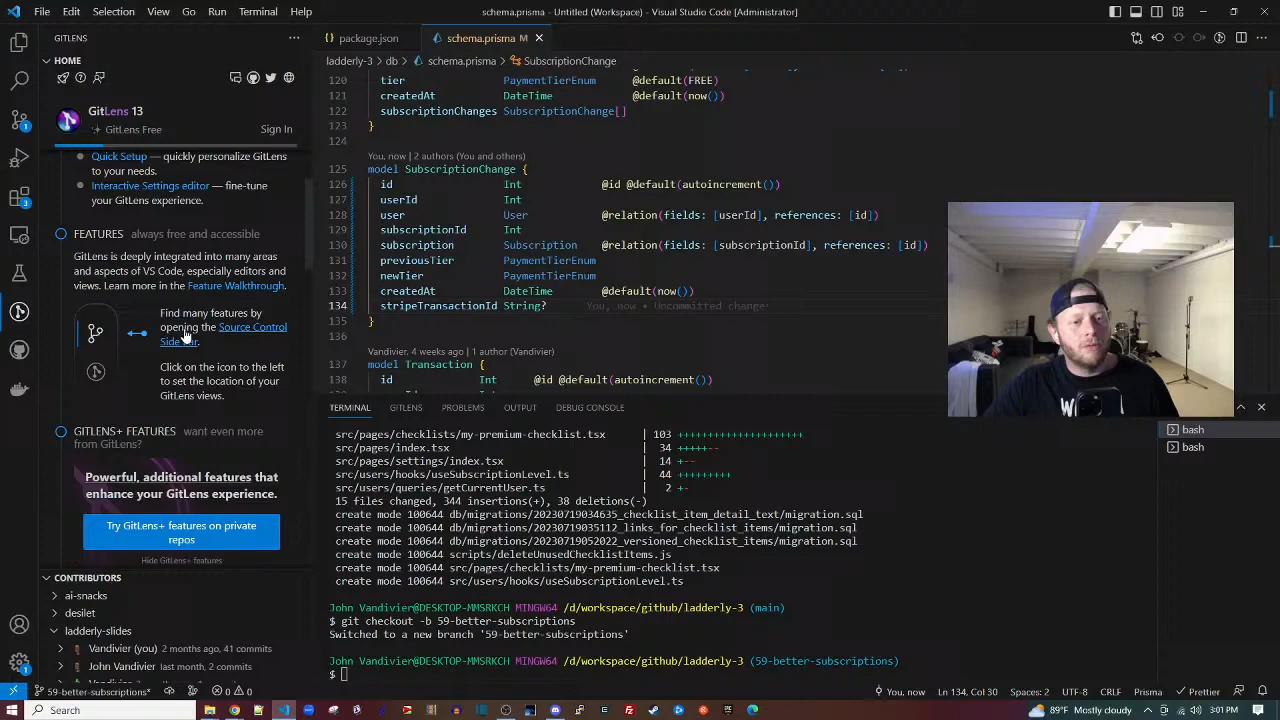 File Edit Selection View Go Run Terminal Help
schema.prisma - Untitled (Workspace) - Visual Studio Code [Administrator]
GITLENS
HOME
GitLens 13
GitLens Free
Sign In
Quick Setup — quickly personalize GitLens
to your needs.
Interactive Settings editor — fine-tune
your GitLens experience.
FEATURES always free and accessible
GitLens is deeply integrated into many areas
and aspects of VS Code, especially editors and
views. Learn more in the Feature Walkthrough.
Find many features by
opening the Source Control
Side Bar.
Click on the icon to the left
to set the location of your
GitLens views.
GITLENS+ FEATURES want even more
from GitLens?
Powerful, additional features that
enhance your GitLens experience.
Try GitLens+ features on private
repos
Hide GitLens+ features
CONTRIBUTORS
ai-snacks
desilet
ladderly-slides
Vandivier (you) 2 months ago, 41 commits
John Vandivier last month, 2 commits
package.json
schema.prisma M
ladderly-3 > db > schema.prisma > SubscriptionChange
120 tier PaymentTierEnum @default(FREE)
121 createdAt DateTime @default(now())
122 subscriptionChanges SubscriptionChange[]
123 }
124
You, now | 2 authors (You and others)
125 model SubscriptionChange {
126 id Int @id @default(autoincrement())
127 userId Int
128 user User @relation(fields: [userId], references: [id])
129 subscriptionId Int
130 subscription Subscription @relation(fields: [subscriptionId], references: [id])
131 previousTier PaymentTierEnum
132 newTier PaymentTierEnum
133 createdAt DateTime @default(now())
134 stripeTransactionId String? You, now • Uncommitted change
135 }
136
Vandivier, 4 weeks ago | 1 author (Vandivier)
137 model Transaction {
138 id Int @id @default(autoincrement())
TERMINAL GITLENS PROBLEMS OUTPUT DEBUG CONSOLE
src/pages/checklists/my-premium-checklist.tsx | 103 ++++++++++++++++++++++
src/pages/index.tsx | 34 +++++--
src/pages/settings/index.tsx | 14 +--
src/users/hooks/useSubscriptionLevel.ts | 44 +++++++++
src/users/queries/getCurrentUser.ts | 2 +-
15 files changed, 344 insertions(+), 38 deletions(-)
create mode 100644 db/migrations/20230719034635_checklist_item_detail_text/migration.sql
create mode 100644 db/migrations/20230719035112_links_for_checklist_items/migration.sql
create mode 100644 db/migrations/20230719052022_versioned_checklist_items/migration.sql
create mode 100644 scripts/deleteUnusedChecklistItems.js
create mode 100644 src/pages/checklists/my-premium-checklist.tsx
create mode 100644 src/users/hooks/useSubscriptionLevel.ts
John Vandivier@DESKTOP-MMSRKCH MINGW64 /d/workspace/github/ladderly-3 (main)
$ git checkout -b 59-better-subscriptions
Switched to a new branch '59-better-subscriptions'
John Vandivier@DESKTOP-MMSRKCH MINGW64 /d/workspace/github/ladderly-3 (59-better-subscriptions)
$
bash
bash
59-better-subscriptions* 0 0 You, now Ln 134, Col 30 Spaces: 2 UTF-8 CRLF Prisma Prettier
Search
89°F Mostly cloudy 3:01 PM